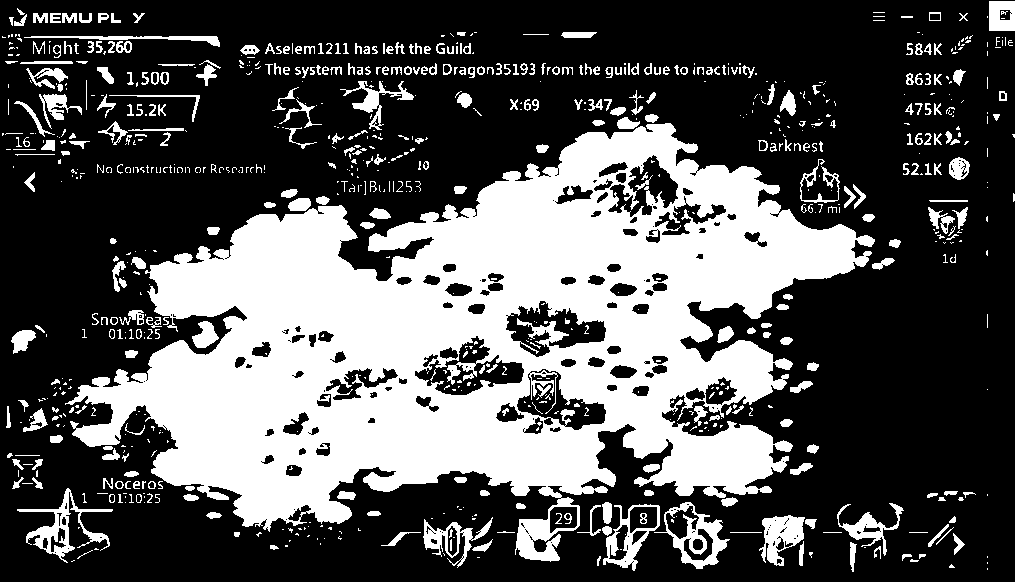 MEMU PL Y
File
Might 35,260
Aselem1211 has left the Guild.
The system has removed Dragon35193 from the guild due to inactivity.
584K
1,500
863K
15.2K
X:69 Y:347
475K
16
2
4
162K
Darknest
No Construction or Research!
10
52.1K
[Tar]Bull253
66.7 mi
1d
Snow Beast
1 01:10:25
2
2
2
2
2
Noceros
1 01:10:25
29
8